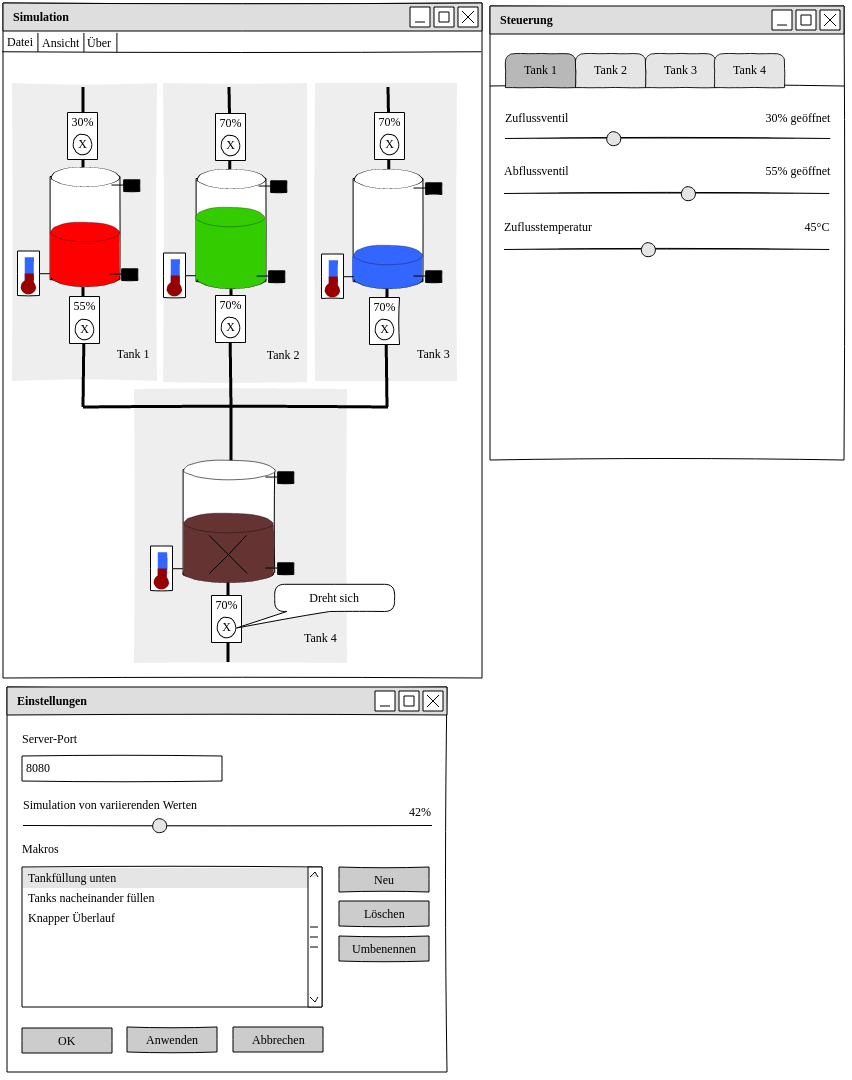 Simulation
Datei Ansicht Über
30%
X
70%
X
70%
X
55%
X
70%
X
70%
X
Tank 1
Tank 2
Tank 3
70%
X
Dreht sich
Tank 4
Steuerung
Tank 1 Tank 2 Tank 3 Tank 4
Zuflussventil 30% geöffnet
Abflussventil 55% geöffnet
Zuflusstemperatur 45°C
Einstellungen
Server-Port
8080
Simulation von variierenden Werten 42%
Makros
Tankfüllung unten
Tanks nacheinander füllen
Knapper Überlauf
Neu
Löschen
Umbenennen
OK Anwenden Abbrechen